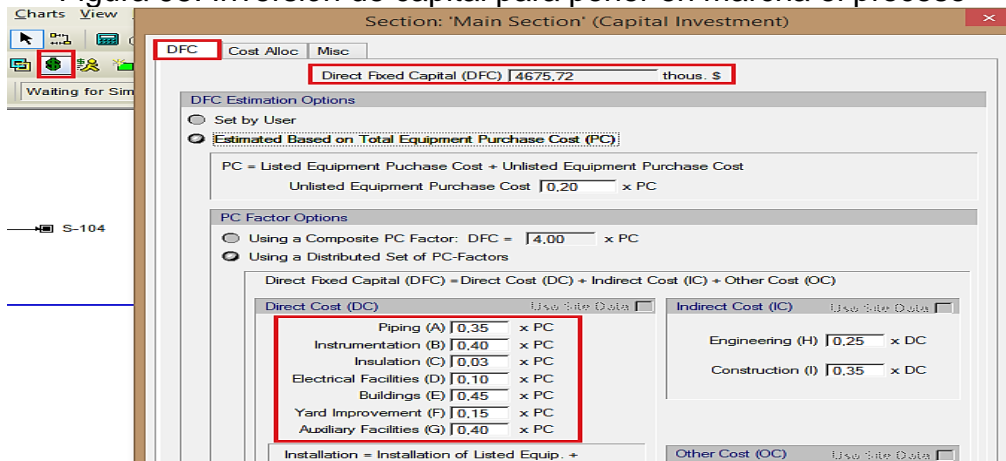 Charts View
Section: 'Main Section' (Capital Investment)
DFC Cost Alloc Misc
Direct Fixed Capital (DFC) 4675,72 thous. $
Waiting for Sim
DFC Estimation Options
Set by User
Estimated Based on Total Equipment Purchase Cost (PC)
PC = Listed Equipment Puchase Cost + Unlisted Equipment Purchase Cost
Unlisted Equipment Purchase Cost 0,20 x PC
S-104
PC Factor Options
Using a Composite PC Factor: DFC = 4,00 x PC
Using a Distributed Set of PC-Factors
Direct Fixed Capital (DFC) = Direct Cost (DC) + Indirect Cost (IC) + Other Cost (OC)
Direct Cost (DC) Use Site Data
Piping (A) 0,35 x PC
Instrumentation (B) 0,40 x PC
Insulation (C) 0,03 x PC
Electrical Facilities (D) 0,10 x PC
Buildings (E) 0,45 x PC
Yard Improvement (F) 0,15 x PC
Auxiliary Facilities (G) 0,40 x PC
Installation = Installation of Listed Equip. +
Indirect Cost (IC) Use Site Data
Engineering (H) 0,25 x DC
Construction (I) 0,35 x DC
Other Cost (OC) Use Site Data